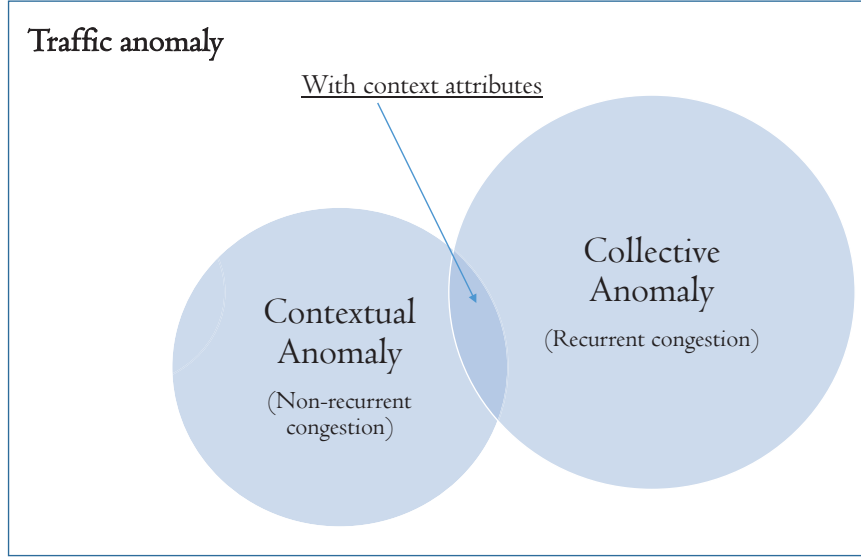 Traffic anomaly
With context attributes
Collective
Anomaly
(Recurrent congestion)
Contextual
Anomaly
(Non-recurrent
congestion)